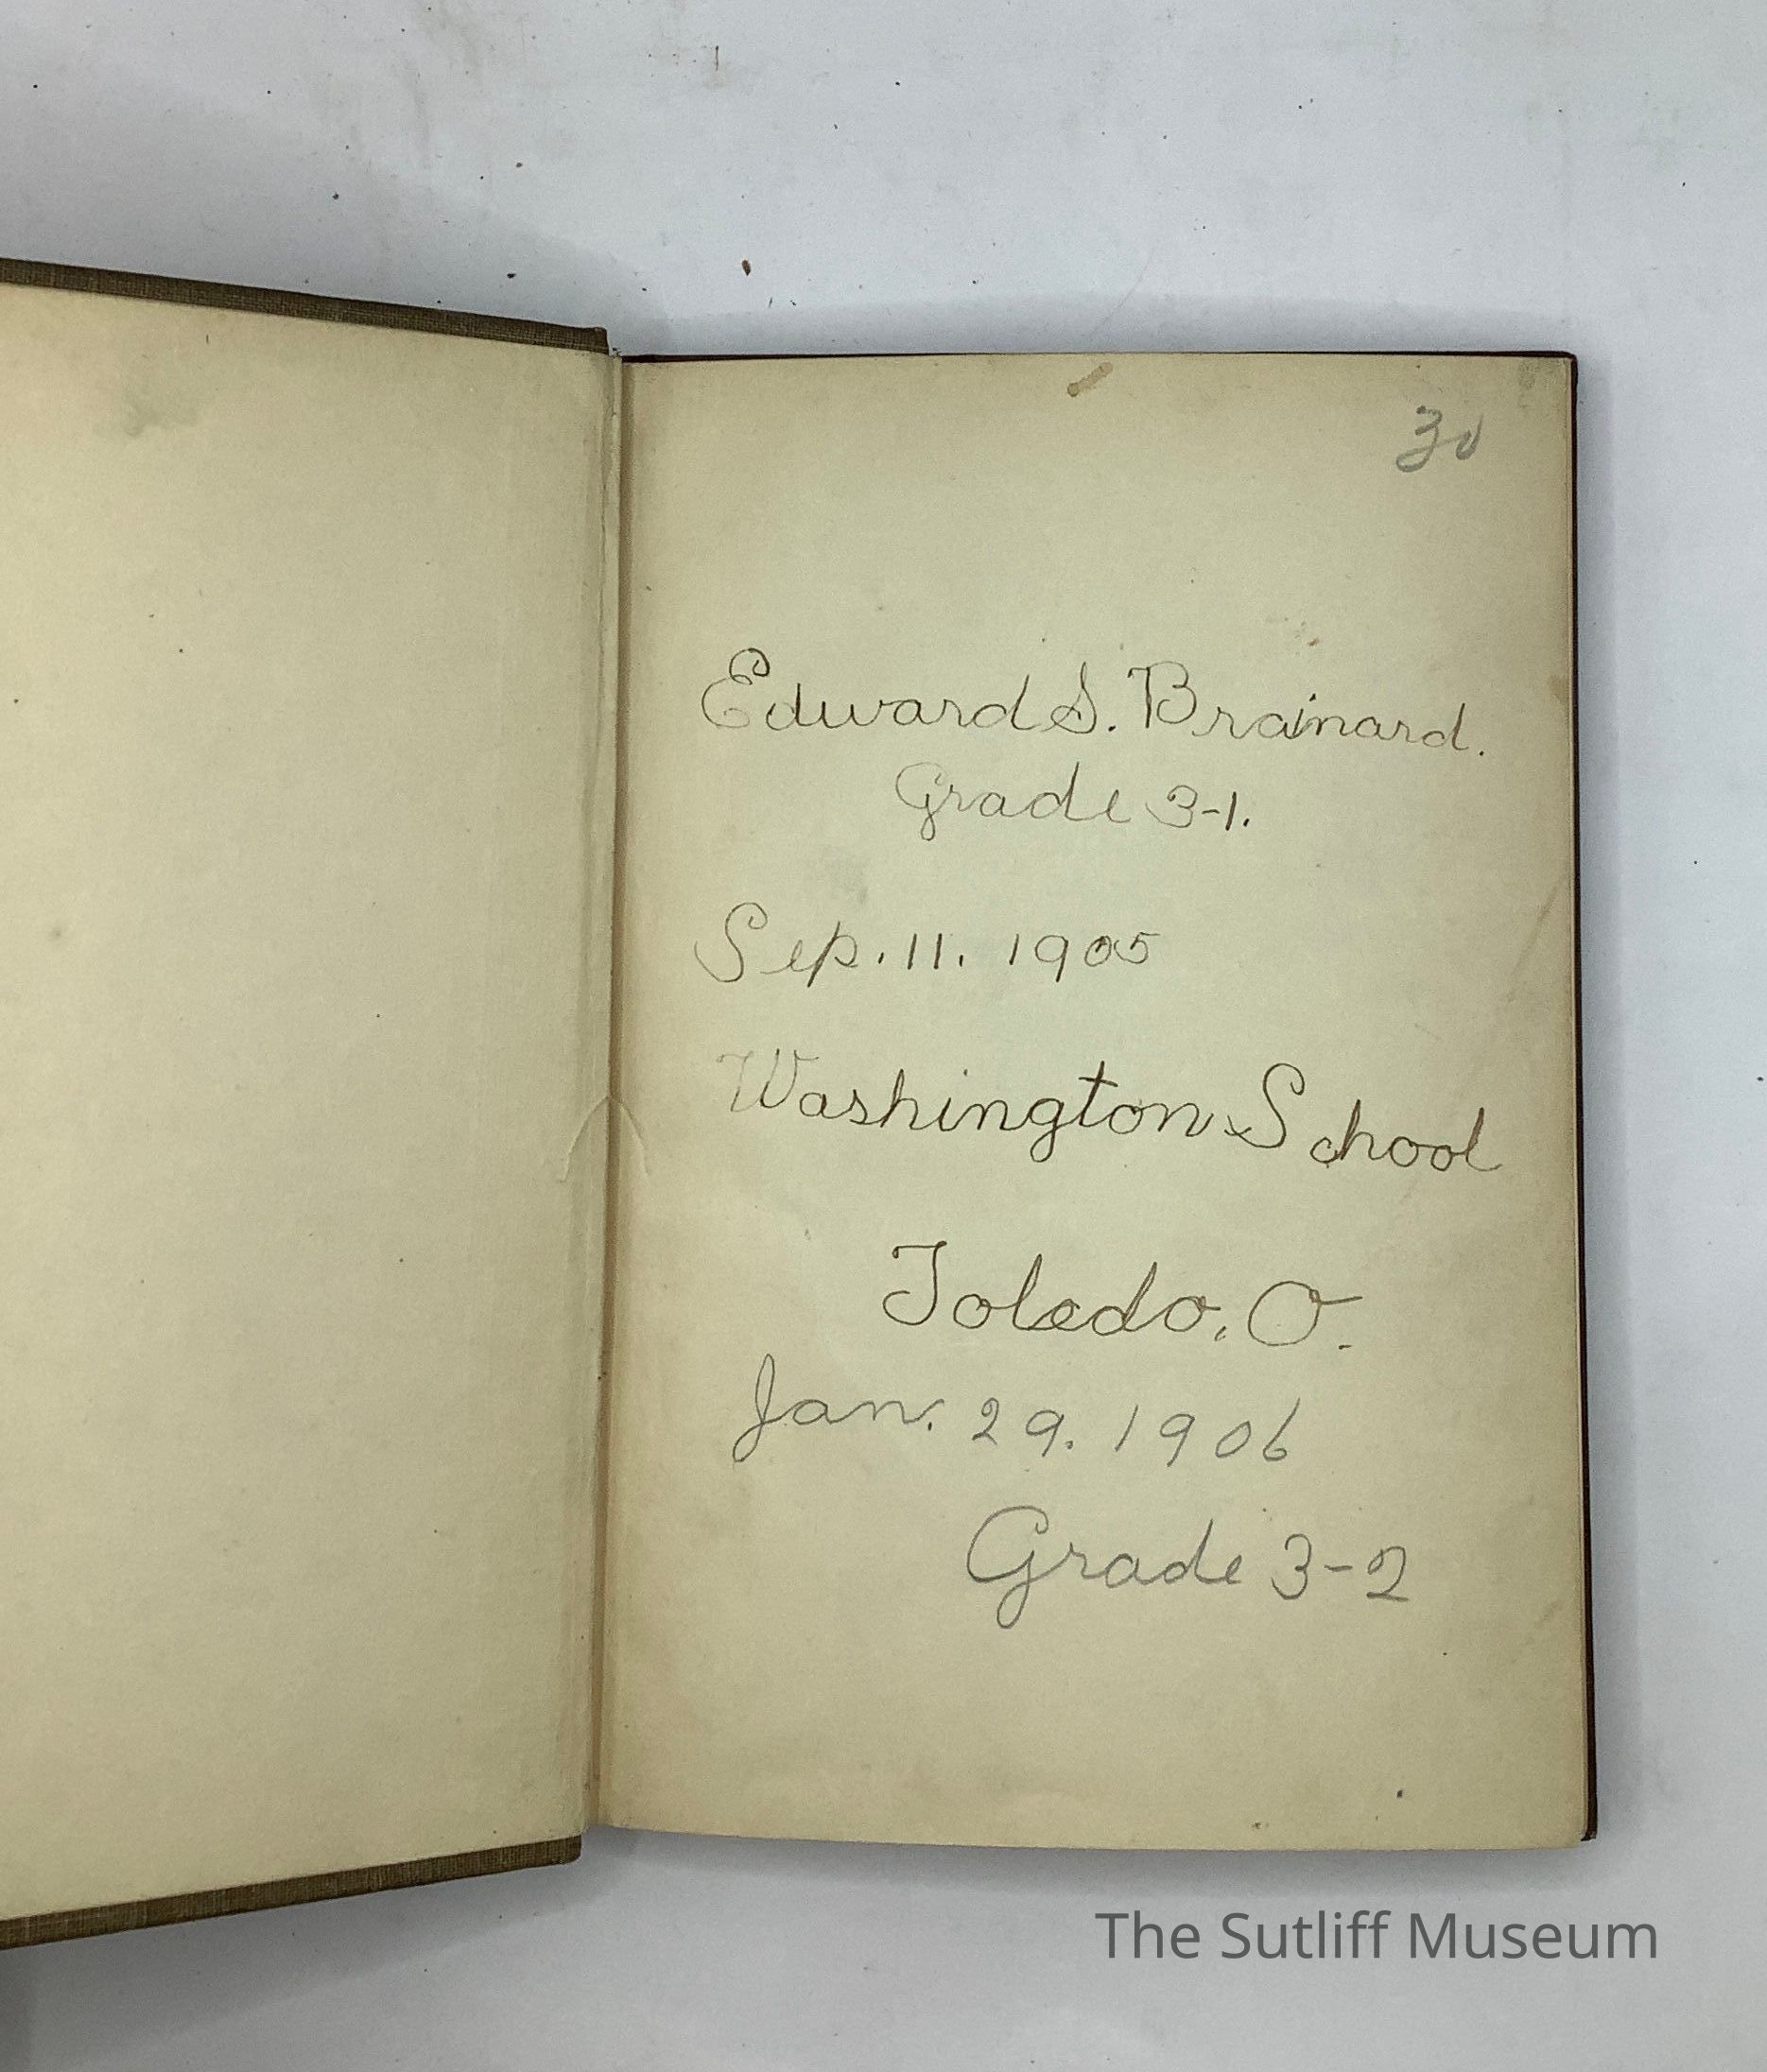 30
Edward S. Brainard.
Grade 3-1.
Sep. 11. 1905
Washington School
Toledo, O.
Jan. 29. 1906
Grade 3-2
The Sutliff Museum